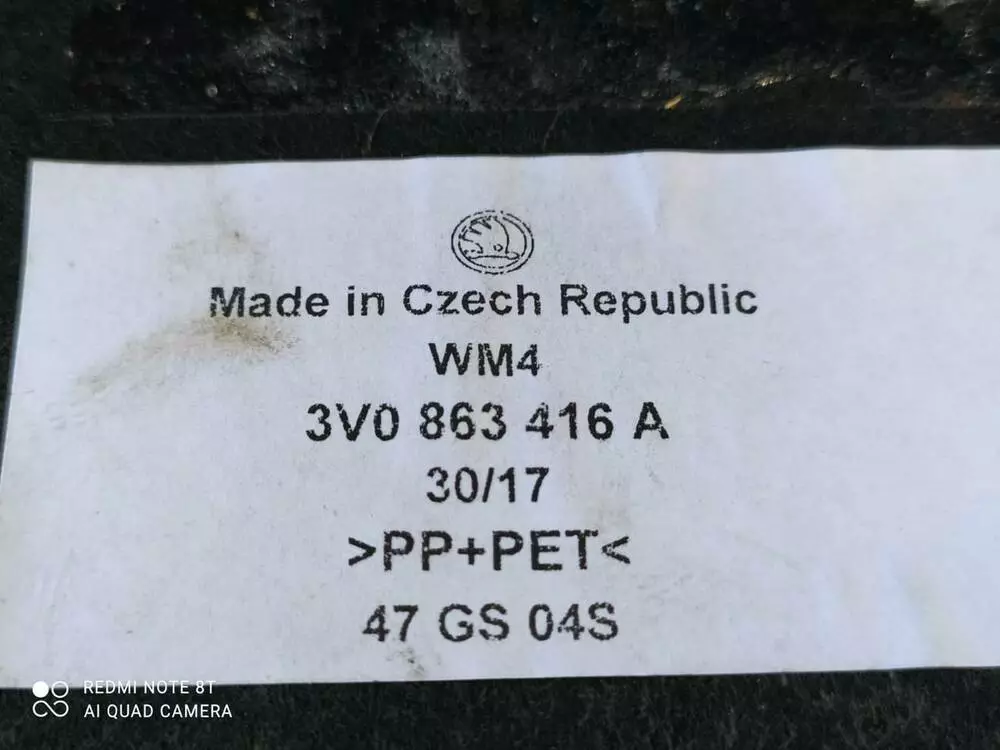 Made in Czech Republic
WM4
3V0 863 416 A
30/17
>PP+PET<
47 GS 04S
REDMI NOTE 8T
AI QUAD CAMERA